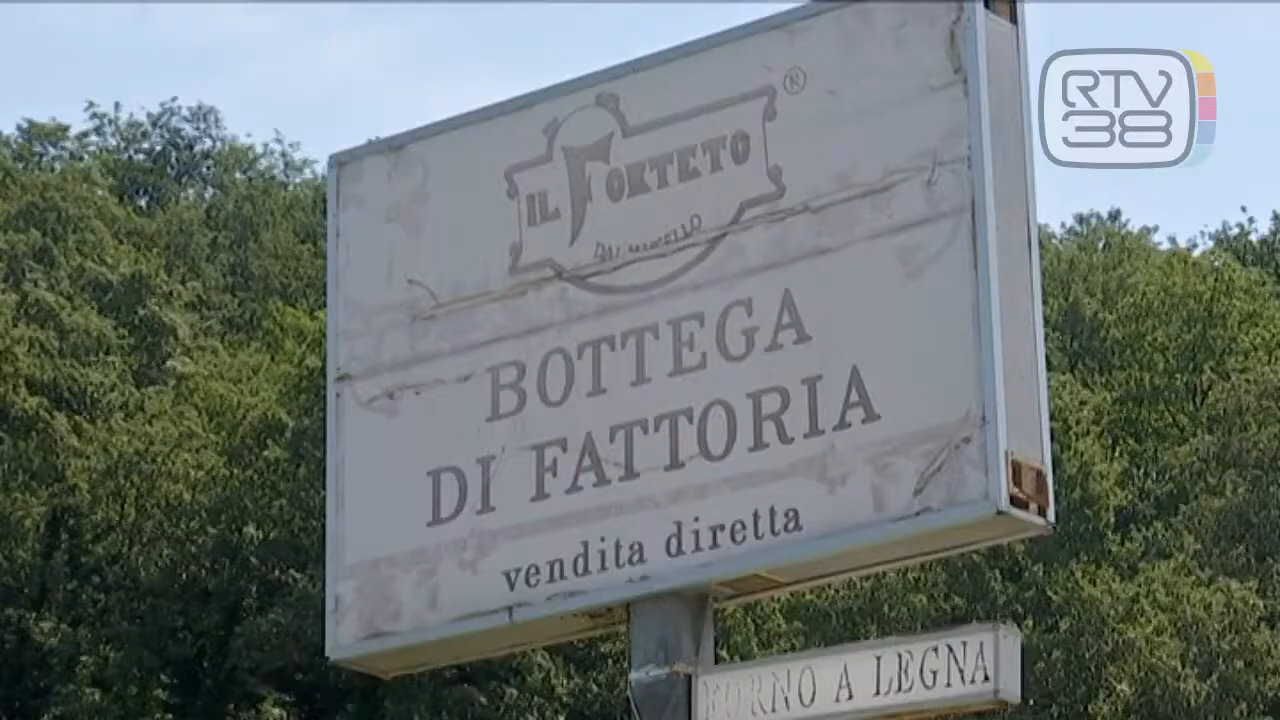 RTV
38
®
IL FORTETO
BOTTEGA
DI FATTORIA
vendita diretta
FORNO A LEGNA